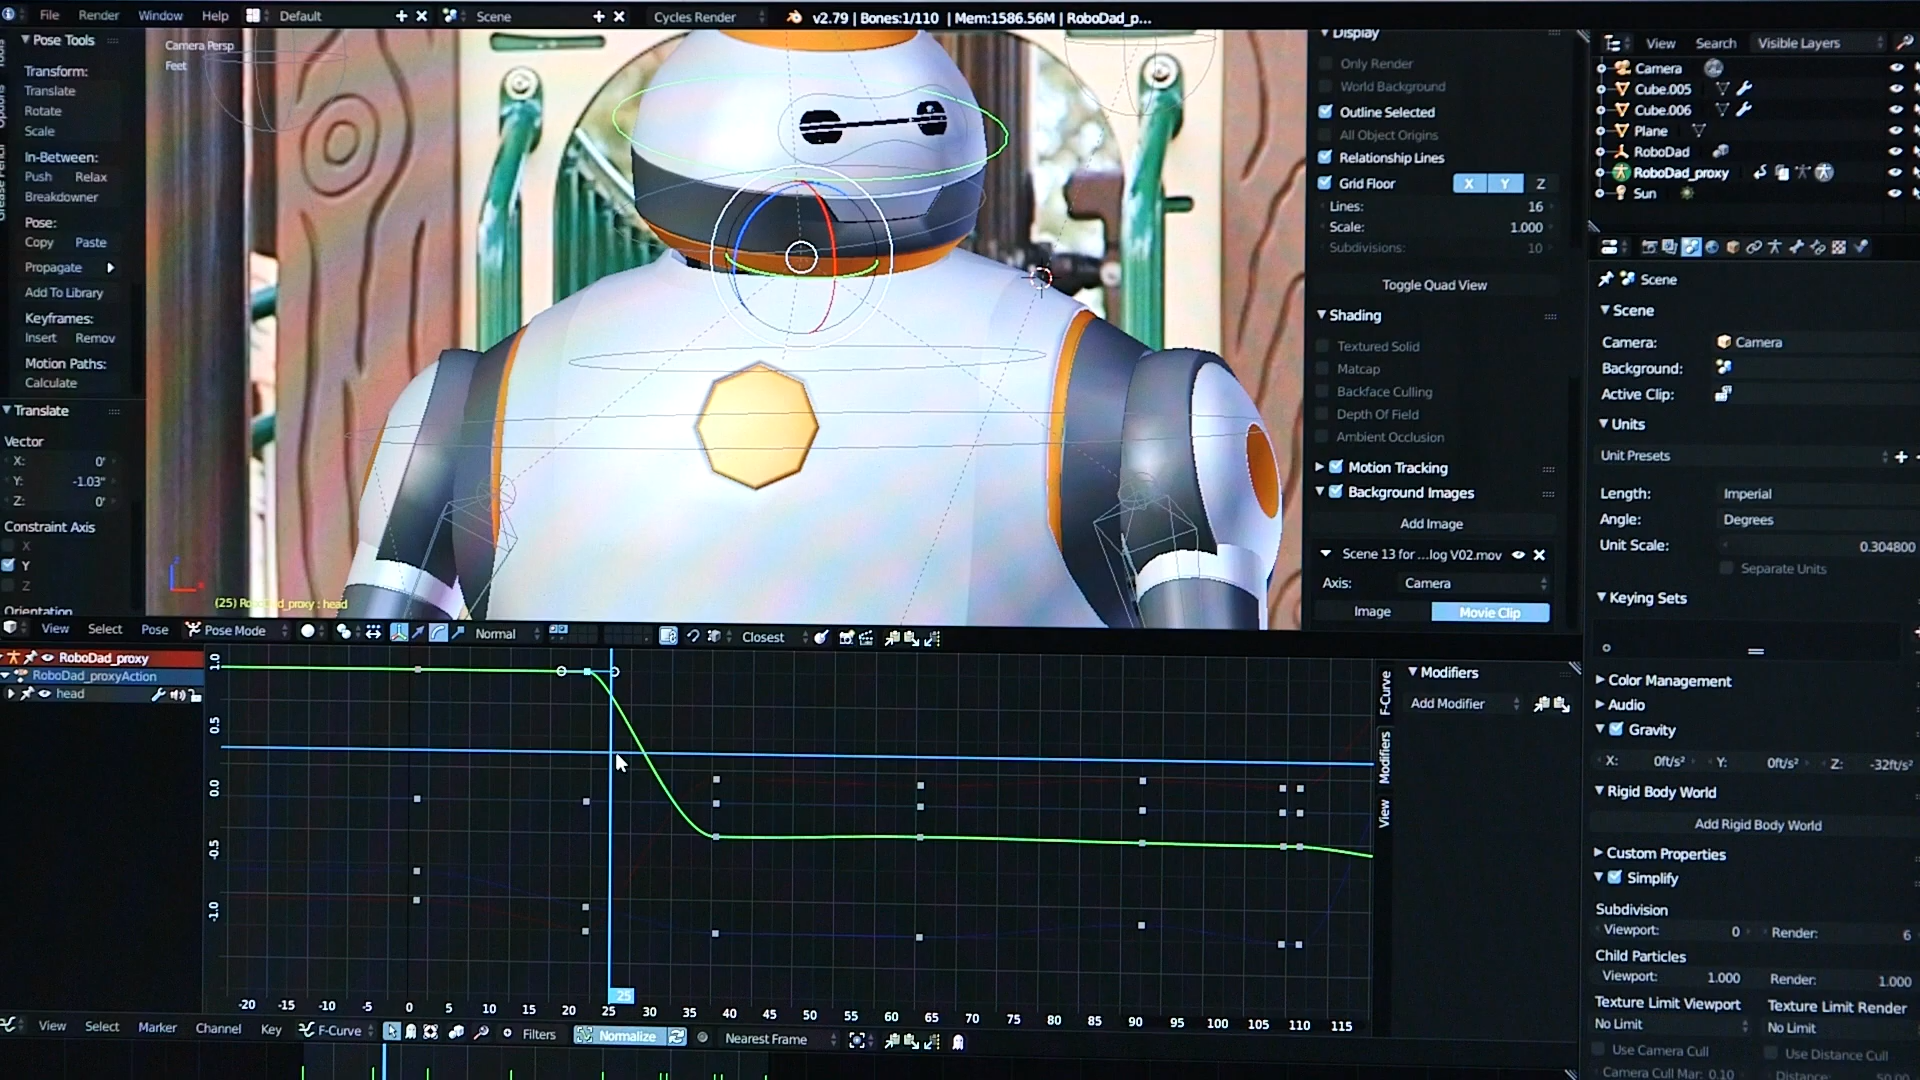 File Render Window Help Default Scene Cycles Render v2.79 | Bones:1/110 | Mem:1586.56M | RoboDad_p...
Pose Tools
Transform:
Translate
Rotate
Scale
In-Between:
Push Relax
Breakdowner
Pose:
Copy Paste
Propagate
Add To Library
Keyframes:
Insert Remov
Motion Paths:
Calculate
Translate
Vector
X: 0'
Y: -1.03"
Z: 0'
Constraint Axis
X
Y
Z
Orientation
Camera Persp
Feet
(25) RoboDad_proxy : head
Display
Only Render
World Background
Outline Selected
All Object Origins
Relationship Lines
Grid Floor X Y Z
Lines: 16
Scale: 1.000
Subdivisions: 10
Toggle Quad View
Shading
Textured Solid
Matcap
Backface Culling
Depth Of Field
Ambient Occlusion
Motion Tracking
Background Images
Add Image
Scene 13 for ...log V02.mov
Axis: Camera
Image Movie Clip
View Search Visible Layers
Camera
Cube.005
Cube.006
Plane
RoboDad
RoboDad_proxy
Sun
Scene
Scene
Camera: Camera
Background:
Active Clip:
Units
Unit Presets
Length: Imperial
Angle: Degrees
Unit Scale: 0.304800
Separate Units
Keying Sets
Color Management
Audio
Gravity
X: 0ft/s² Y: 0ft/s² Z: -32ft/s²
Rigid Body World
Add Rigid Body World
Custom Properties
Simplify
Subdivision
Viewport: 0 Render: 6
Child Particles
Viewport: 1.000 Render: 1.000
Texture Limit Viewport Texture Limit Render
No Limit No Limit
Use Camera Cull Use Distance Cull
Camera Cull Mar: 0.10 Distance: 50.00
View Select Pose Pose Mode Normal Closest
RoboDad_proxy
RoboDad_proxyAction
head
1.0
0.5
0.0
-0.5
-1.0
25
-20 -15 -10 -5 0 5 10 15 20 25 30 35 40 45 50 55 60 65 70 75 80 85 90 95 100 105 110 115
F-Curve
Modifiers
View
Modifiers
Add Modifier
View Select Marker Channel Key F-Curve Filters Normalize Nearest Frame